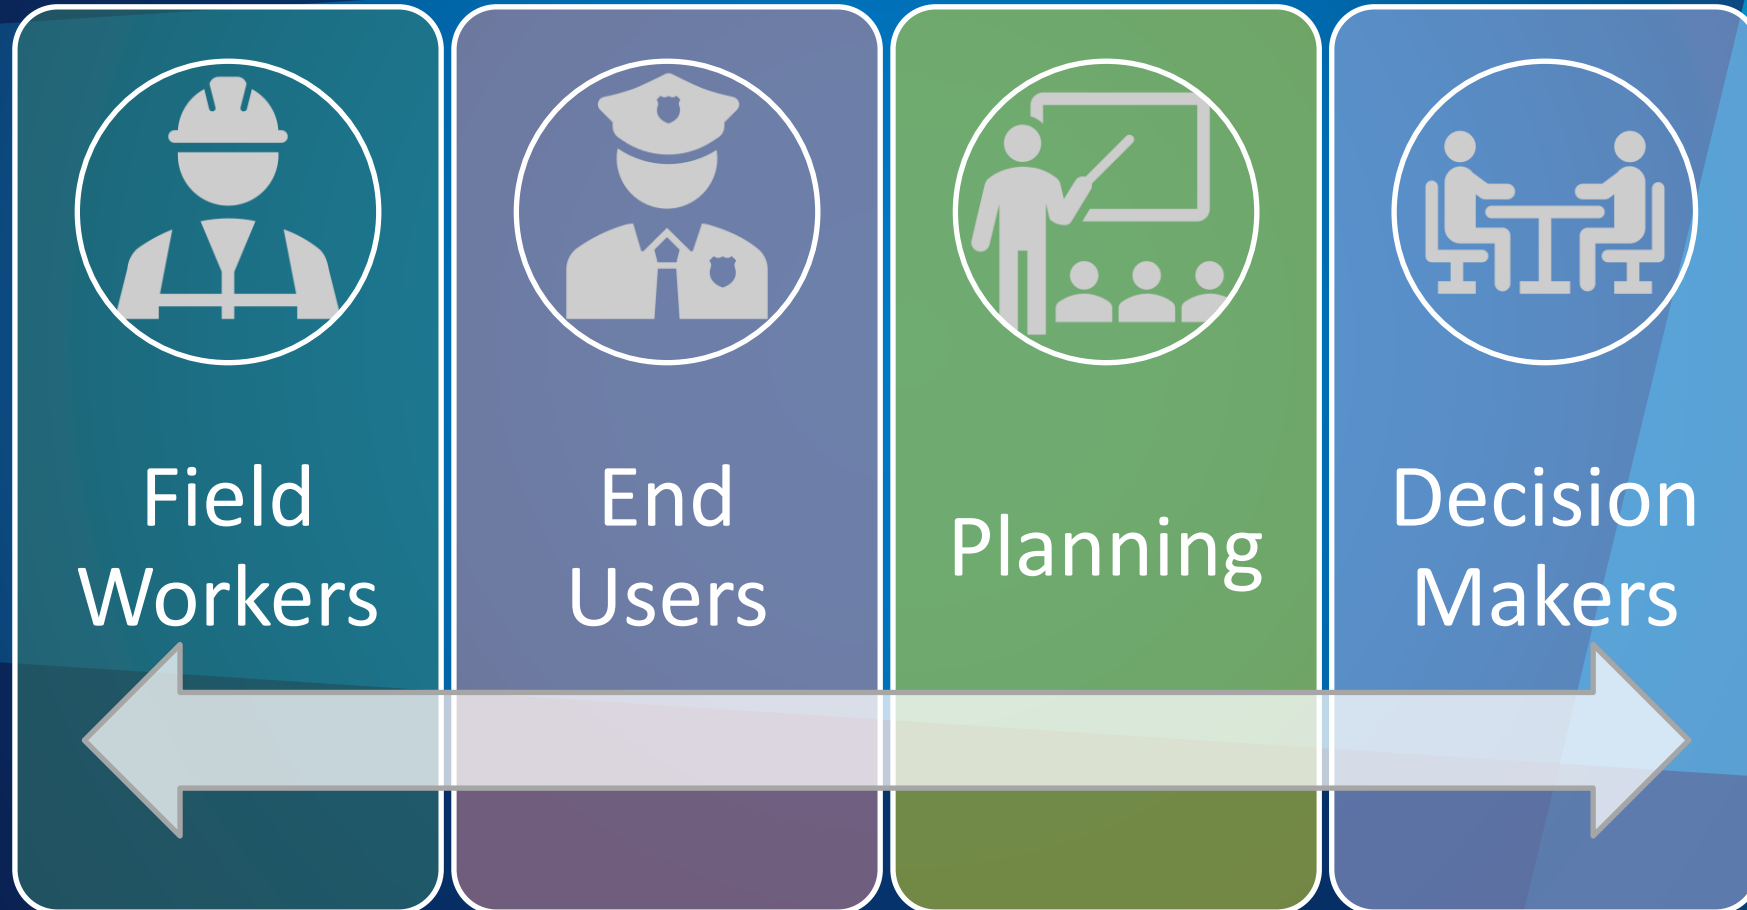 Field
Workers
End
Users
Planning
Decision
Makers